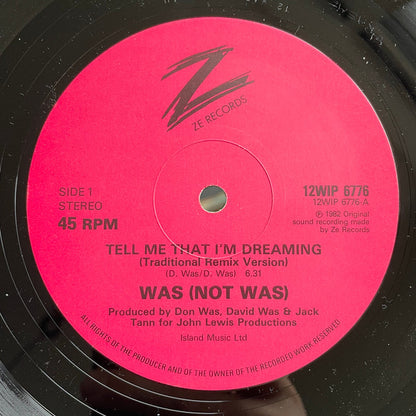 Z
ZE RECORDS
SIDE 1
STEREO
45 RPM
12WIP 6776
12WIP 6776-A
℗ 1982 Original
sound recording made
by Ze Records
TELL ME THAT I'M DREAMING
(Traditional Remix Version)
(D. Was/D. Was) 6.31
WAS (NOT WAS)
Produced by Don Was, David Was & Jack
Tann for John Lewis Productions
Island Music Ltd
ALL RIGHTS OF THE PRODUCER AND OF THE OWNER OF THE RECORDED WORK RESERVED